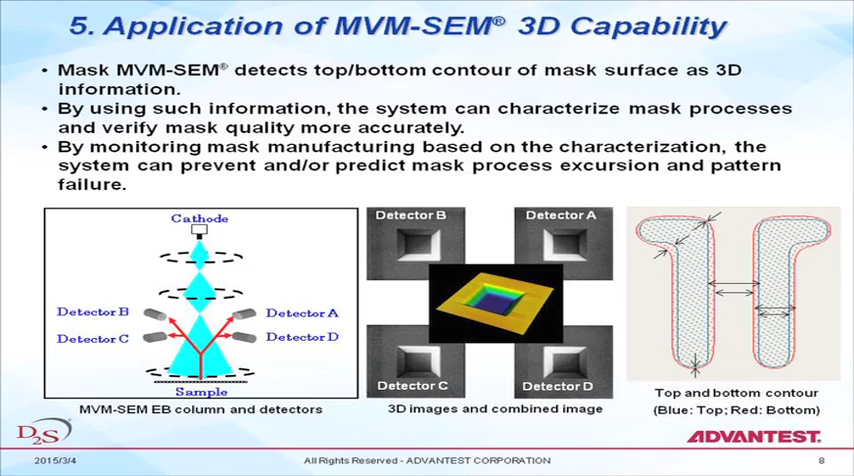 5. Application of MVM-SEM® 3D Capability
• Mask MVM-SEM® detects top/bottom contour of mask surface as 3D
information.
• By using such information, the system can characterize mask processes
and verify mask quality more accurately.
• By monitoring mask manufacturing based on the characterization, the
system can prevent and/or predict mask process excursion and pattern
failure.
Cathode
Detector B
Detector A
Detector C
Detector D
Sample
MVM-SEM EB column and detectors
Detector B
Detector A
Detector C
Detector D
3D images and combined image
Top and bottom contour
(Blue: Top; Red: Bottom)
D2S
ADVANTEST.
2015/3/4
All Rights Reserved - ADVANTEST CORPORATION
8